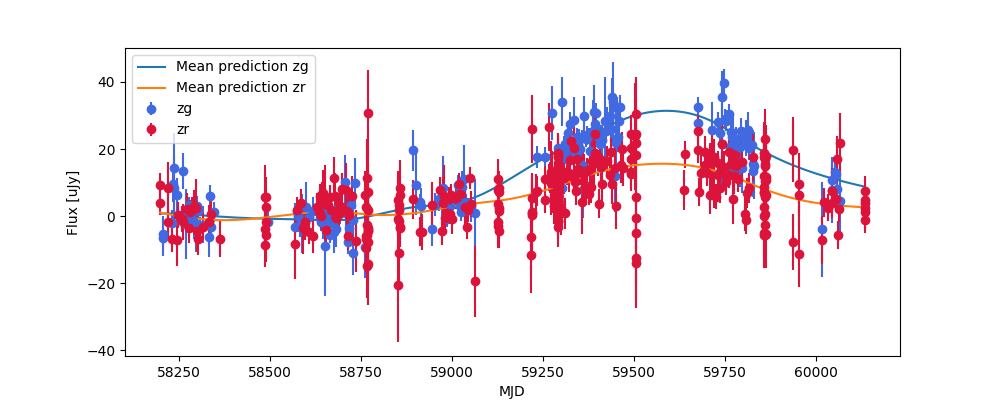 Mean prediction zg
Mean prediction zr
zg
zr
Flux [uJy]
40
20
0
−20
−40
58250
58500
58750
59000
59250
59500
59750
60000
MJD